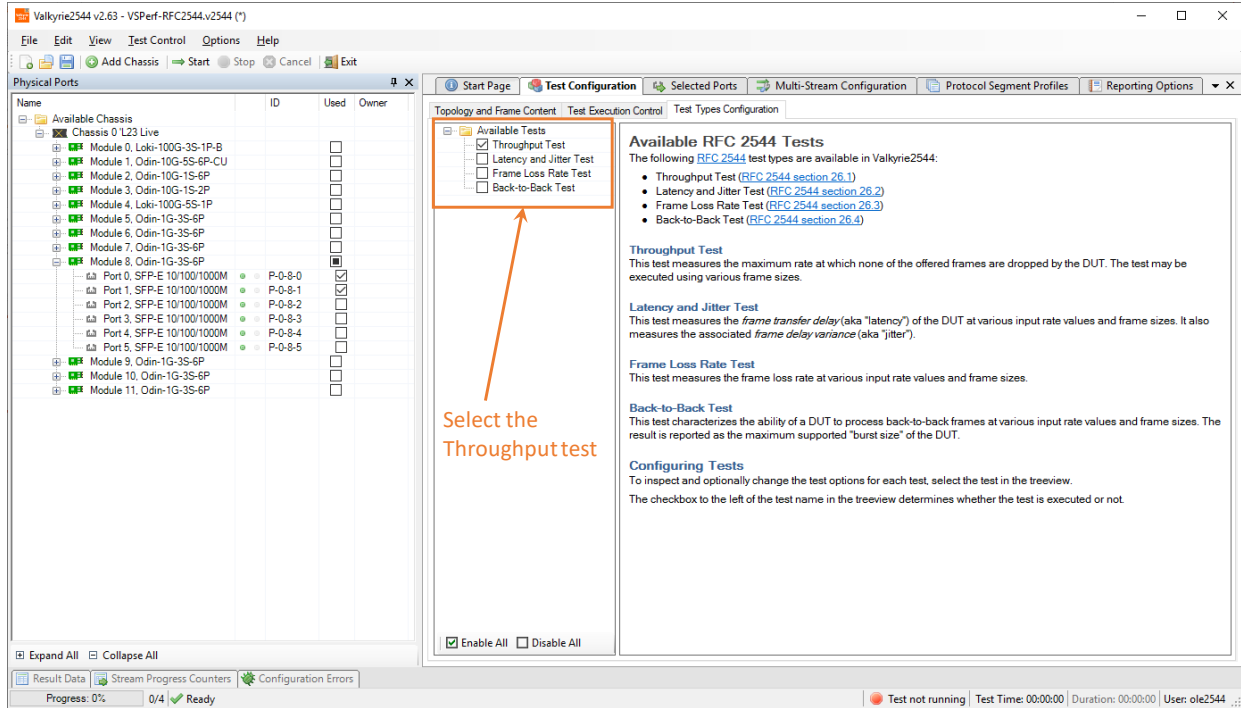 Valkyrie2544 v2.63 - VSPerf-RFC2544.v2544 (*)
File Edit View Test Control Options Help
Add Chassis Start Stop Cancel Exit
Physical Ports
Name ID Used Owner
Available Chassis
Chassis 0 'L23 Live
Module 0, Loki-100G-3S-1P-B
Module 1, Odin-10G-5S-6P-CU
Module 2, Odin-10G-1S-6P
Module 3, Odin-10G-1S-2P
Module 4, Loki-100G-5S-1P
Module 5, Odin-1G-3S-6P
Module 6, Odin-1G-3S-6P
Module 7, Odin-1G-3S-6P
Module 8, Odin-1G-3S-6P
Port 0, SFP-E 10/100/1000M P-0-8-0
Port 1, SFP-E 10/100/1000M P-0-8-1
Port 2, SFP-E 10/100/1000M P-0-8-2
Port 3, SFP-E 10/100/1000M P-0-8-3
Port 4, SFP-E 10/100/1000M P-0-8-4
Port 5, SFP-E 10/100/1000M P-0-8-5
Module 9, Odin-1G-3S-6P
Module 10, Odin-1G-3S-6P
Module 11, Odin-1G-3S-6P
Expand All Collapse All
Start Page Test Configuration Selected Ports Multi-Stream Configuration Protocol Segment Profiles Reporting Options
Topology and Frame Content Test Execution Control Test Types Configuration
Available Tests
Throughput Test
Latency and Jitter Test
Frame Loss Rate Test
Back-to-Back Test
Select the
Throughput test
Enable All Disable All
Available RFC 2544 Tests
The following RFC 2544 test types are available in Valkyrie2544:
• Throughput Test (RFC 2544 section 26.1)
• Latency and Jitter Test (RFC 2544 section 26.2)
• Frame Loss Rate Test (RFC 2544 section 26.3)
• Back-to-Back Test (RFC 2544 section 26.4)
Throughput Test
This test measures the maximum rate at which none of the offered frames are dropped by the DUT. The test may be
executed using various frame sizes.
Latency and Jitter Test
This test measures the frame transfer delay (aka "latency") of the DUT at various input rate values and frame sizes. It also
measures the associated frame delay variance (aka "jitter").
Frame Loss Rate Test
This test measures the frame loss rate at various input rate values and frame sizes.
Back-to-Back Test
This test characterizes the ability of a DUT to process back-to-back frames at various input rate values and frame sizes. The
result is reported as the maximum supported "burst size" of the DUT.
Configuring Tests
To inspect and optionally change the test options for each test, select the test in the treeview.
The checkbox to the left of the test name in the treeview determines whether the test is executed or not.
Result Data Stream Progress Counters Configuration Errors
Progress: 0% 0/4 Ready Test not running Test Time: 00:00:00 Duration: 00:00:00 User: ole2544